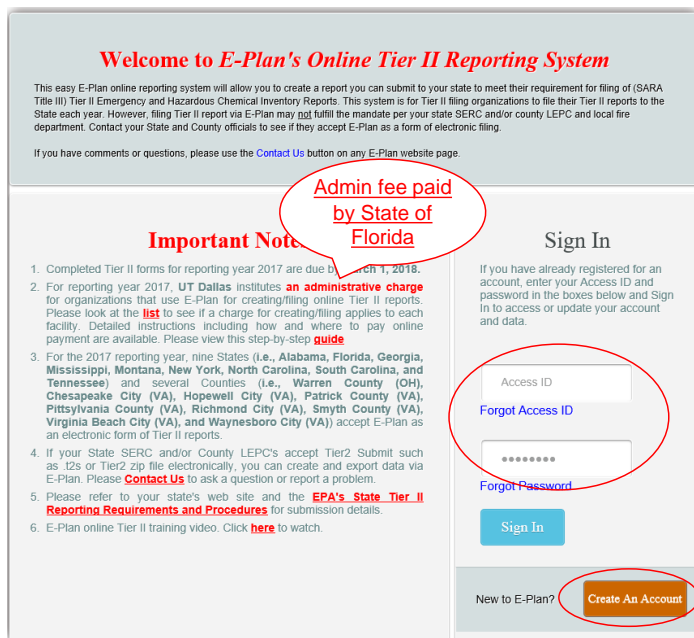 Welcome to E-Plan's Online Tier II Reporting System
This easy E-Plan online reporting system will allow you to create a report you can submit to your state to meet their requirement for filing of (SARA
Title III) Tier II Emergency and Hazardous Chemical Inventory Reports. This system is for Tier II filing organizations to file their Tier II reports to the
State each year. However, filing Tier II report via E-Plan may not fulfill the mandate per your state SERC and/or county LEPC and local fire
department. Contact your State and County officials to see if they accept E-Plan as a form of electronic filing.
If you have comments or questions, please use the Contact Us button on any E-Plan website page.
Admin fee paid
by State of
Florida
Important Note
1. Completed Tier II forms for reporting year 2017 are due b rch 1, 2018.
2. For reporting year 2017, UT Dallas institutes an administrative charge
for organizations that use E-Plan for creating/filing online Tier II reports.
Please look at the list to see if a charge for creating/filing applies to each
facility. Detailed instructions including how and where to pay online
payment are available. Please view this step-by-step guide
3. For the 2017 reporting year, nine States (i.e., Alabama, Florida, Georgia,
Mississippi, Montana, New York, North Carolina, South Carolina, and
Tennessee) and several Counties (i.e., Warren County (OH),
Chesapeake City (VA), Hopewell City (VA), Patrick County (VA),
Pittsylvania County (VA), Richmond City (VA), Smyth County (VA),
Virginia Beach City (VA), and Waynesboro City (VA)) accept E-Plan as
an electronic form of Tier II reports.
4. If your State SERC and/or County LEPC's accept Tier2 Submit such
as .t2s or Tier2 zip file electronically, you can create and export data via
E-Plan. Please Contact Us to ask a question or report a problem.
5. Please refer to your state's web site and the EPA's State Tier II
Reporting Requirements and Procedures for submission details.
6. E-Plan online Tier II training video. Click here to watch.
Sign In
If you have already registered for an
account, enter your Access ID and
password in the boxes below and Sign
In to access or update your account
and data.
Access ID
Forgot Access ID
Forgot Password
Sign In
New to E-Plan?
Create An Account